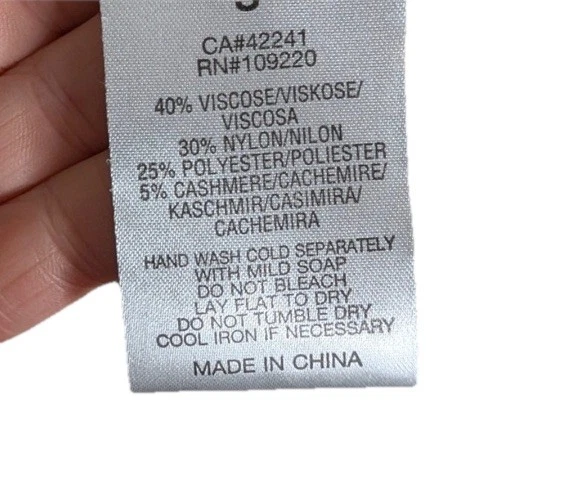 CA#42241
RN#109220
40% VISCOSE/VISKOSE/
VISCOSA
30% NYLON/NILON
25% POLYESTER/POLIESTER
5% CASHMERE/CACHEMIRE/
KASCHMIR/CASIMIRA/
CACHEMIRA
HAND WASH COLD SEPARATELY
WITH MILD SOAP
DO NOT BLEACH
LAY FLAT TO DRY
DO NOT TUMBLE DRY
COOL IRON IF NECESSARY
MADE IN CHINA